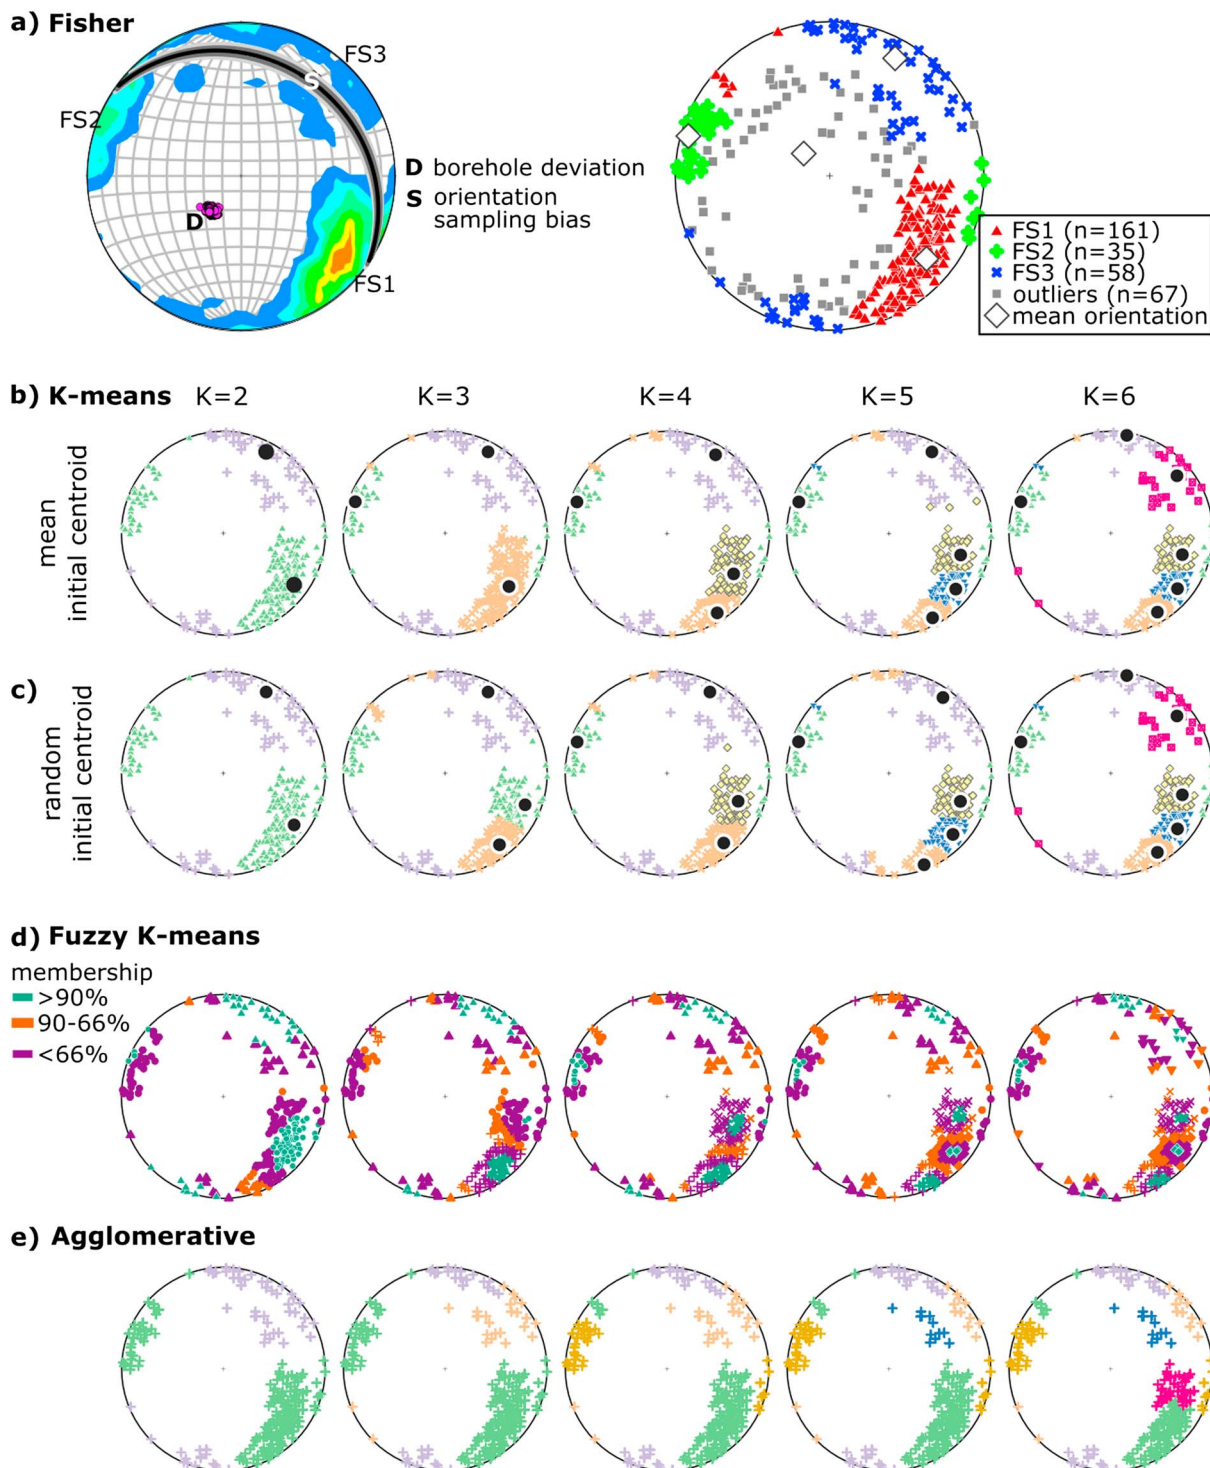 a) Fisher
FS3
S
FS2
D borehole deviation
S orientation
sampling bias
D
FS1
FS1 (n=161)
FS2 (n=35)
FS3 (n=58)
outliers (n=67)
mean orientation
b) K-means K=2 K=3 K=4 K=5 K=6
mean
initial centroid
c)
random
initial centroid
d) Fuzzy K-means
membership
>90%
90-66%
<66%
e) Agglomerative